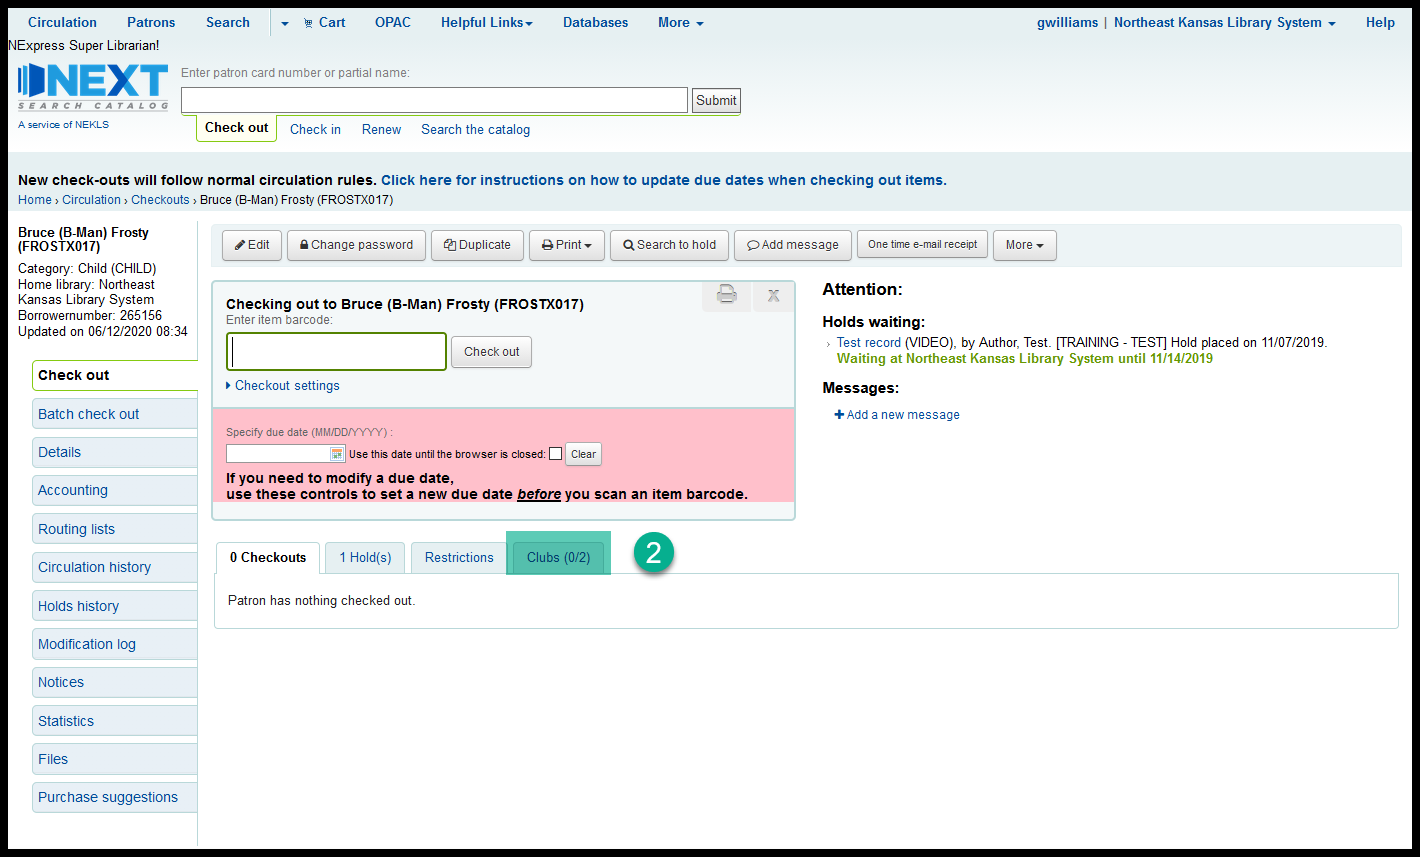 Circulation Patrons Search Cart OPAC Helpful Links Databases More gwilliams | Northeast Kansas Library System Help
NExpress Super Librarian!
NEXT
SEARCH CATALOG
A service of NEKLS
Enter patron card number or partial name:
Submit
Check out Check in Renew Search the catalog
New check-outs will follow normal circulation rules. Click here for instructions on how to update due dates when checking out items.
Home › Circulation › Checkouts › Bruce (B-Man) Frosty (FROSTX017)
Bruce (B-Man) Frosty
(FROSTX017)
Category: Child (CHILD)
Home library: Northeast
Kansas Library System
Borrowernumber: 265156
Updated on 06/12/2020 08:34
Check out
Batch check out
Details
Accounting
Routing lists
Circulation history
Holds history
Modification log
Notices
Statistics
Files
Purchase suggestions
Edit Change password Duplicate Print Search to hold Add message One time e-mail receipt More
Checking out to Bruce (B-Man) Frosty (FROSTX017)
X
Enter item barcode:
Check out
Checkout settings
Specify due date (MM/DD/YYYY) :
Use this date until the browser is closed: Clear
If you need to modify a due date,
use these controls to set a new due date before you scan an item barcode.
Attention:
Holds waiting:
› Test record (VIDEO), by Author, Test. [TRAINING - TEST] Hold placed on 11/07/2019.
Waiting at Northeast Kansas Library System until 11/14/2019
Messages:
+ Add a new message
0 Checkouts 1 Hold(s) Restrictions Clubs (0/2) 2
Patron has nothing checked out.